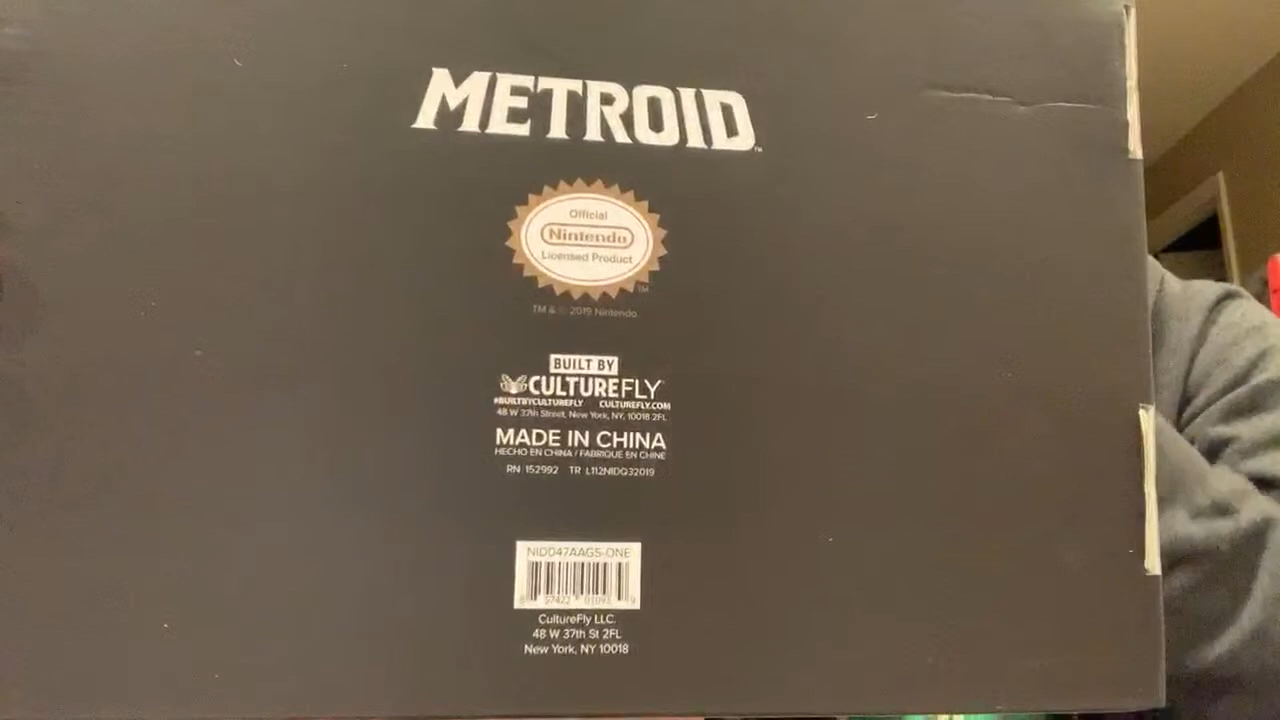 METROID™
Official
Nintendo
Licensed Product
TM
TM & © 2019 Nintendo.
BUILT BY
CULTUREFLY
#BUILTBYCULTUREFLY CULTUREFLY.COM
48 W 37th Street, New York, NY, 10018 2FL
MADE IN CHINA
HECHO EN CHINA / FABRIQUE EN CHINE
RN 152992 TR L112NIDQ32019
NID047AAGS-ONE
CultureFly LLC.
48 W 37th St 2FL
New York, NY 10018